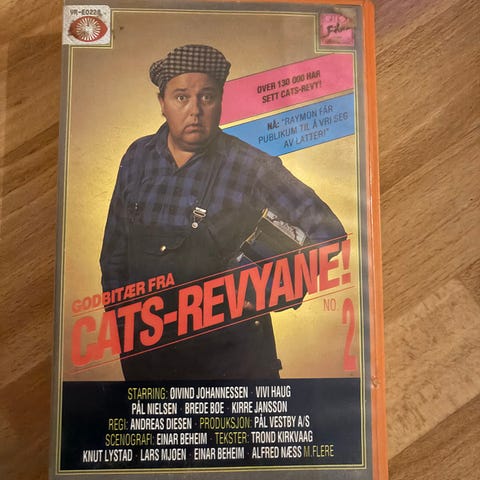 VR-E0228
OVER 130 000 HAR
SETT CATS-REVY!
NÅ: "RAYMON FÅR
PUBLIKUM TIL Å VRI SEG
AV LATTER!"
GODBITÆR FRA
CATS-REVYANE!
NO. 2
STARRING: ØIVIND JOHANNESSEN · VIVI HAUG
PÅL NIELSEN · BREDE BØE · KIRRE JANSSON
REGI: ANDREAS DIESEN · PRODUKSJON: PÅL VESTBY A/S
SCENOGRAFI: EINAR BEHEIM · TEKSTER: TROND KIRKVAAG
KNUT LYSTAD · LARS MJØEN · EINAR BEHEIM · ALFRED NÆSS M.FLERE